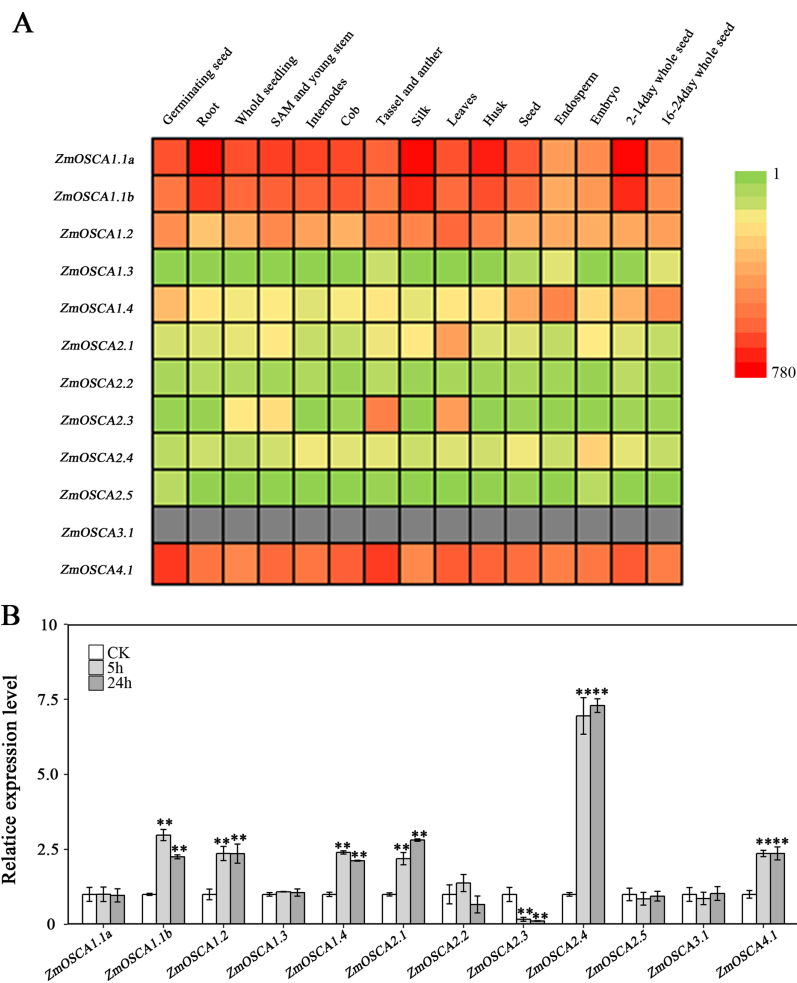 A
Germinating seed
Root
Whold seedling
SAM and young stem
Internodes
Cob
Tassel and anther
Silk
Leaves
Husk
Seed
Endosperm
Embryo
2-14day whole seed
16-24day whole seed
ZmOSCA1.1a
ZmOSCA1.1b
ZmOSCA1.2
ZmOSCA1.3
ZmOSCA1.4
ZmOSCA2.1
ZmOSCA2.2
ZmOSCA2.3
ZmOSCA2.4
ZmOSCA2.5
ZmOSCA3.1
ZmOSCA4.1
1
780
B
Relatice expression level
10
7.5
5.0
2.5
0
CK
5h
24h
** ** ** ** ** ** ** ** ** ** **** ****
ZmOSCA1.1a
ZmOSCA1.1b
ZmOSCA1.2
ZmOSCA1.3
ZmOSCA1.4
ZmOSCA2.1
ZmOSCA2.2
ZmOSCA2.3
ZmOSCA2.4
ZmOSCA2.5
ZmOSCA3.1
ZmOSCA4.1